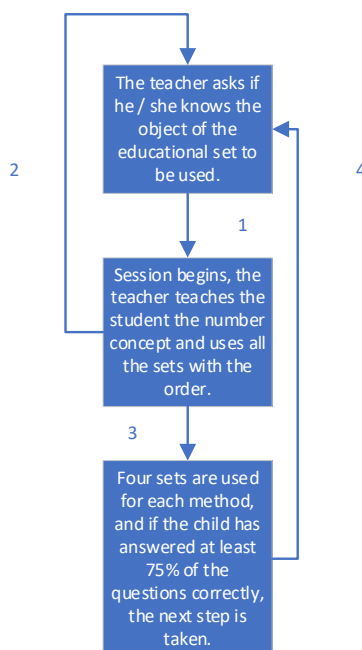 The teacher asks if
he / she knows the
object of the
educational set to
be used.
2
4
1
Session begins, the
teacher teaches the
student the number
concept and uses all
the sets with the
order.
3
Four sets are used
for each method,
and if the child has
answered at least
75% of the
questions correctly,
the next step is
taken.